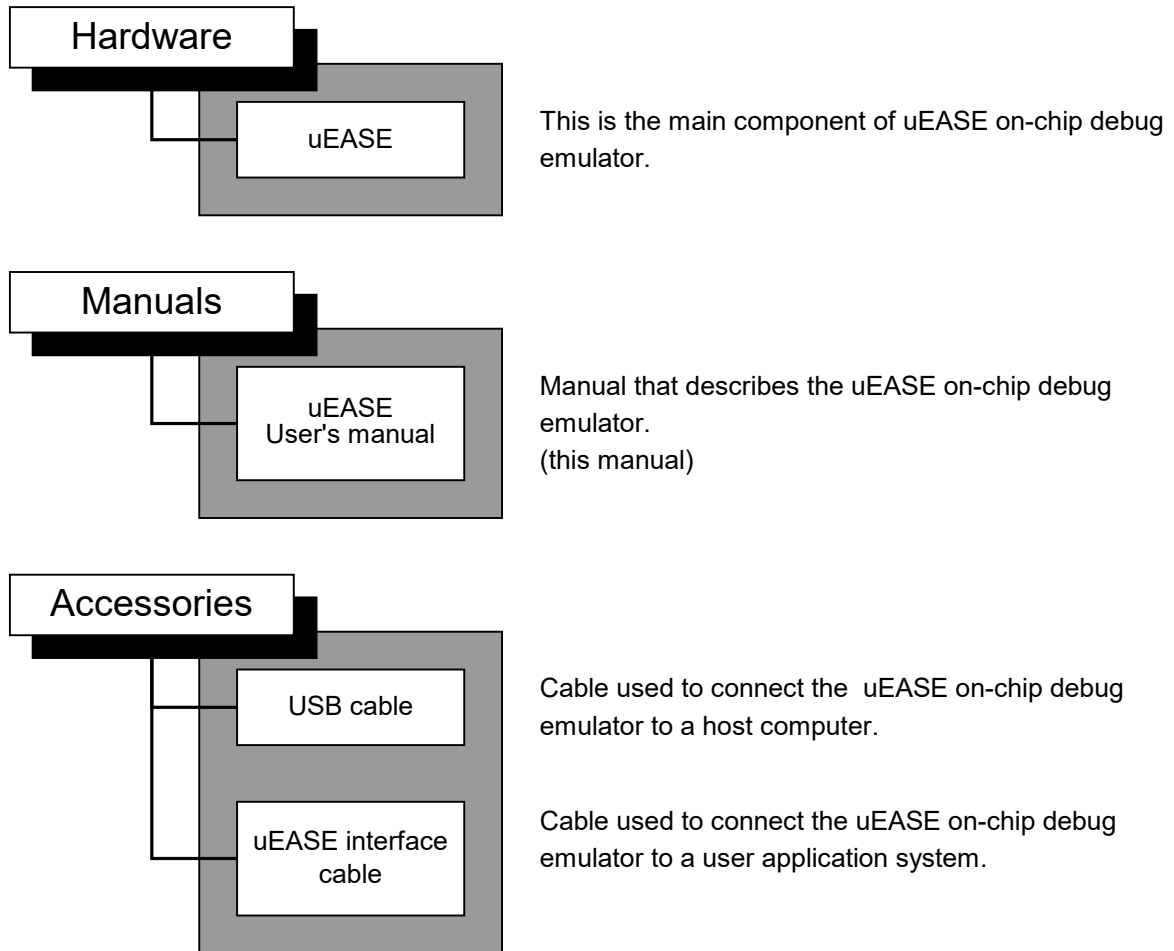 Hardware
uEASE
This is the main component of uEASE on-chip debug
emulator.
Manuals
uEASE
User's manual
Manual that describes the uEASE on-chip debug
emulator.
(this manual)
Accessories
USB cable
Cable used to connect the uEASE on-chip debug
emulator to a host computer.
uEASE interface
cable
Cable used to connect the uEASE on-chip debug
emulator to a user application system.